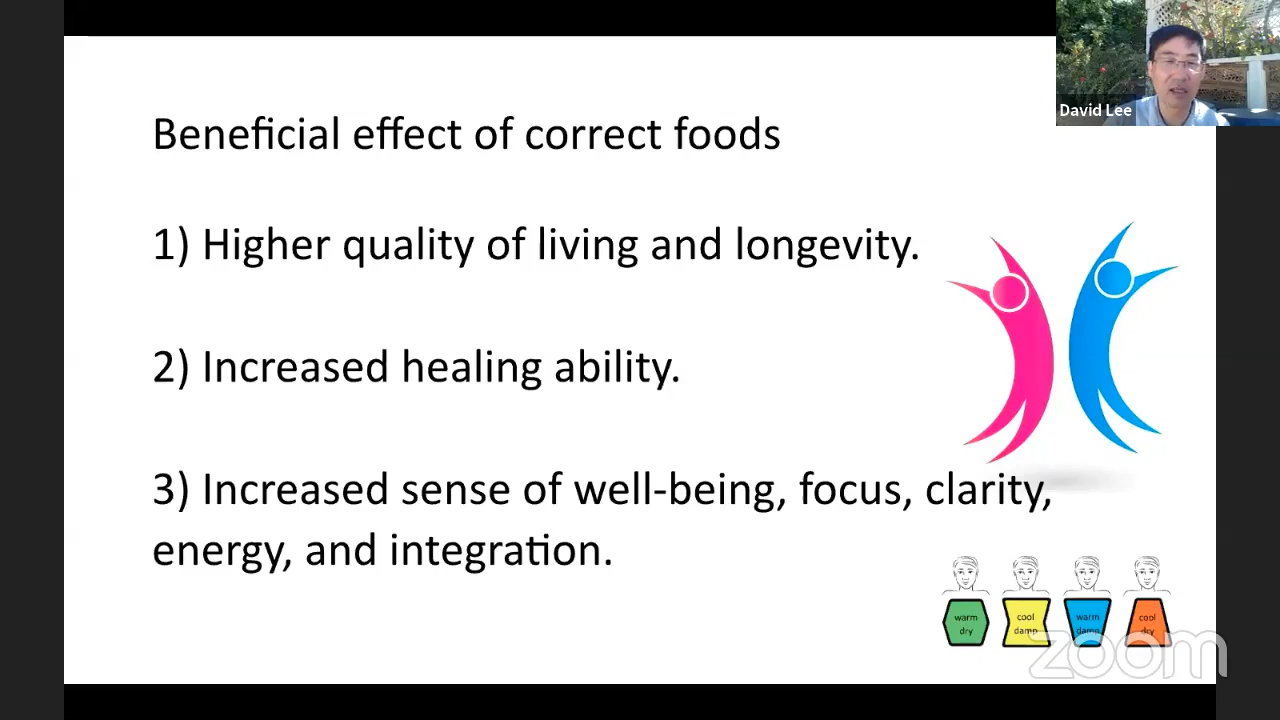 David Lee
Beneficial effect of correct foods
1) Higher quality of living and longevity.
2) Increased healing ability.
3) Increased sense of well-being, focus, clarity,
energy, and integration.
warm
dry
cool
damp
warm
damp
cool
dry
zoom